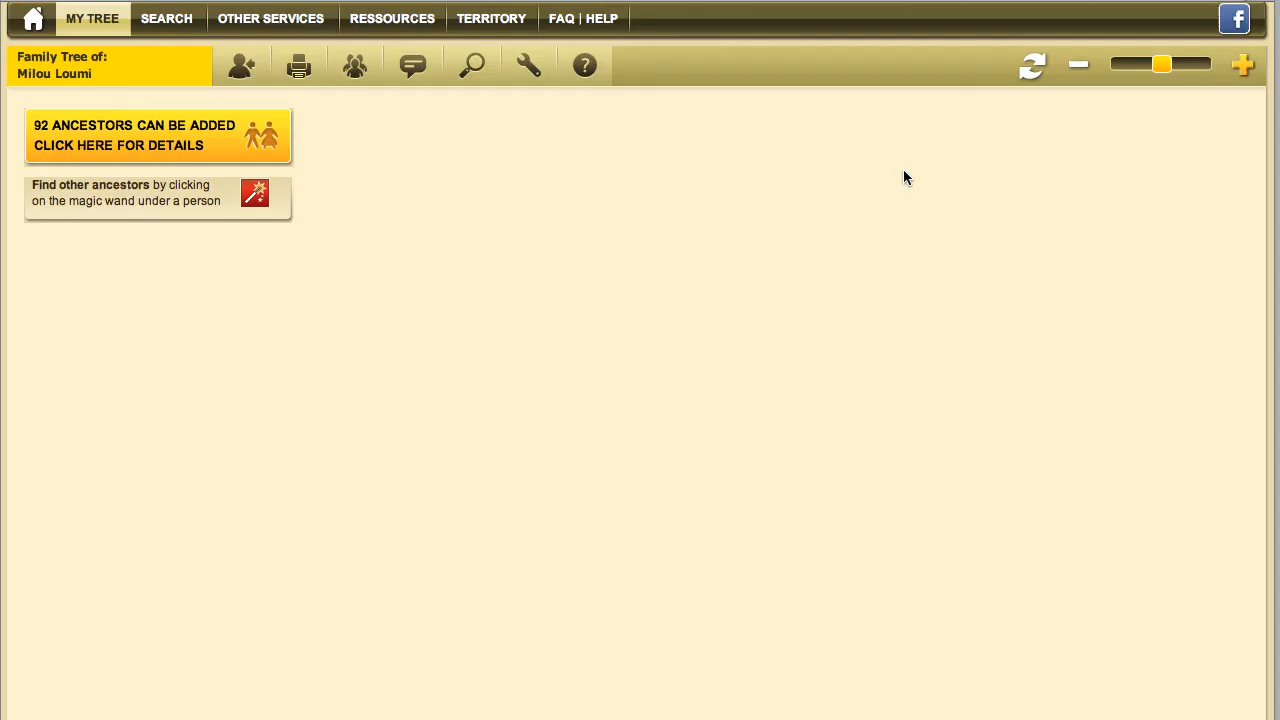 MY TREE
SEARCH
OTHER SERVICES
RESSOURCES
TERRITORY
FAQ | HELP
f
Family Tree of:
Milou Loumi
?
92 ANCESTORS CAN BE ADDED
CLICK HERE FOR DETAILS
Find other ancestors by clicking
on the magic wand under a person